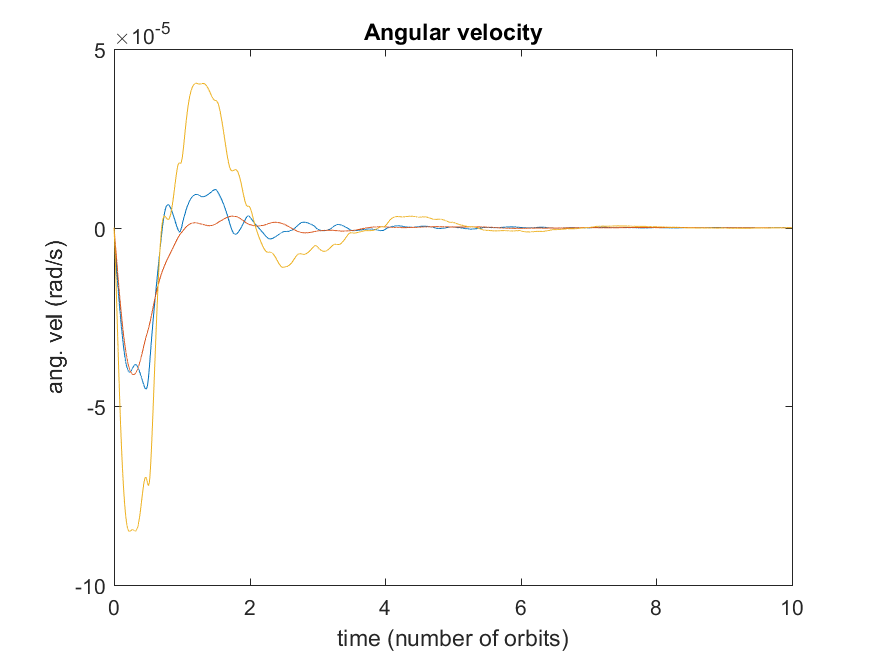 Angular velocity
×10-5
5
0
-5
-10
0 2 4 6 8 10
ang. vel (rad/s)
time (number of orbits)